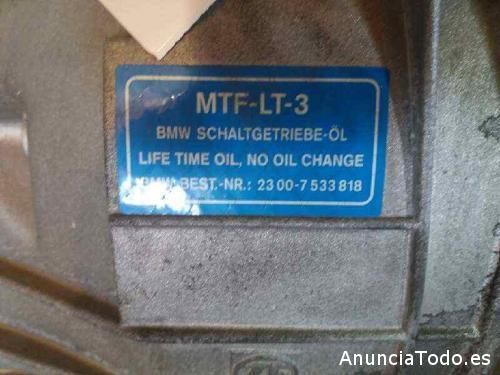 MTF-LT-3
BMW SCHALTGETRIEBE-ÖL
LIFE TIME OIL, NO OIL CHANGE
BMW BEST.-NR.: 23 00-7 533 818
AnunciaTodo.es